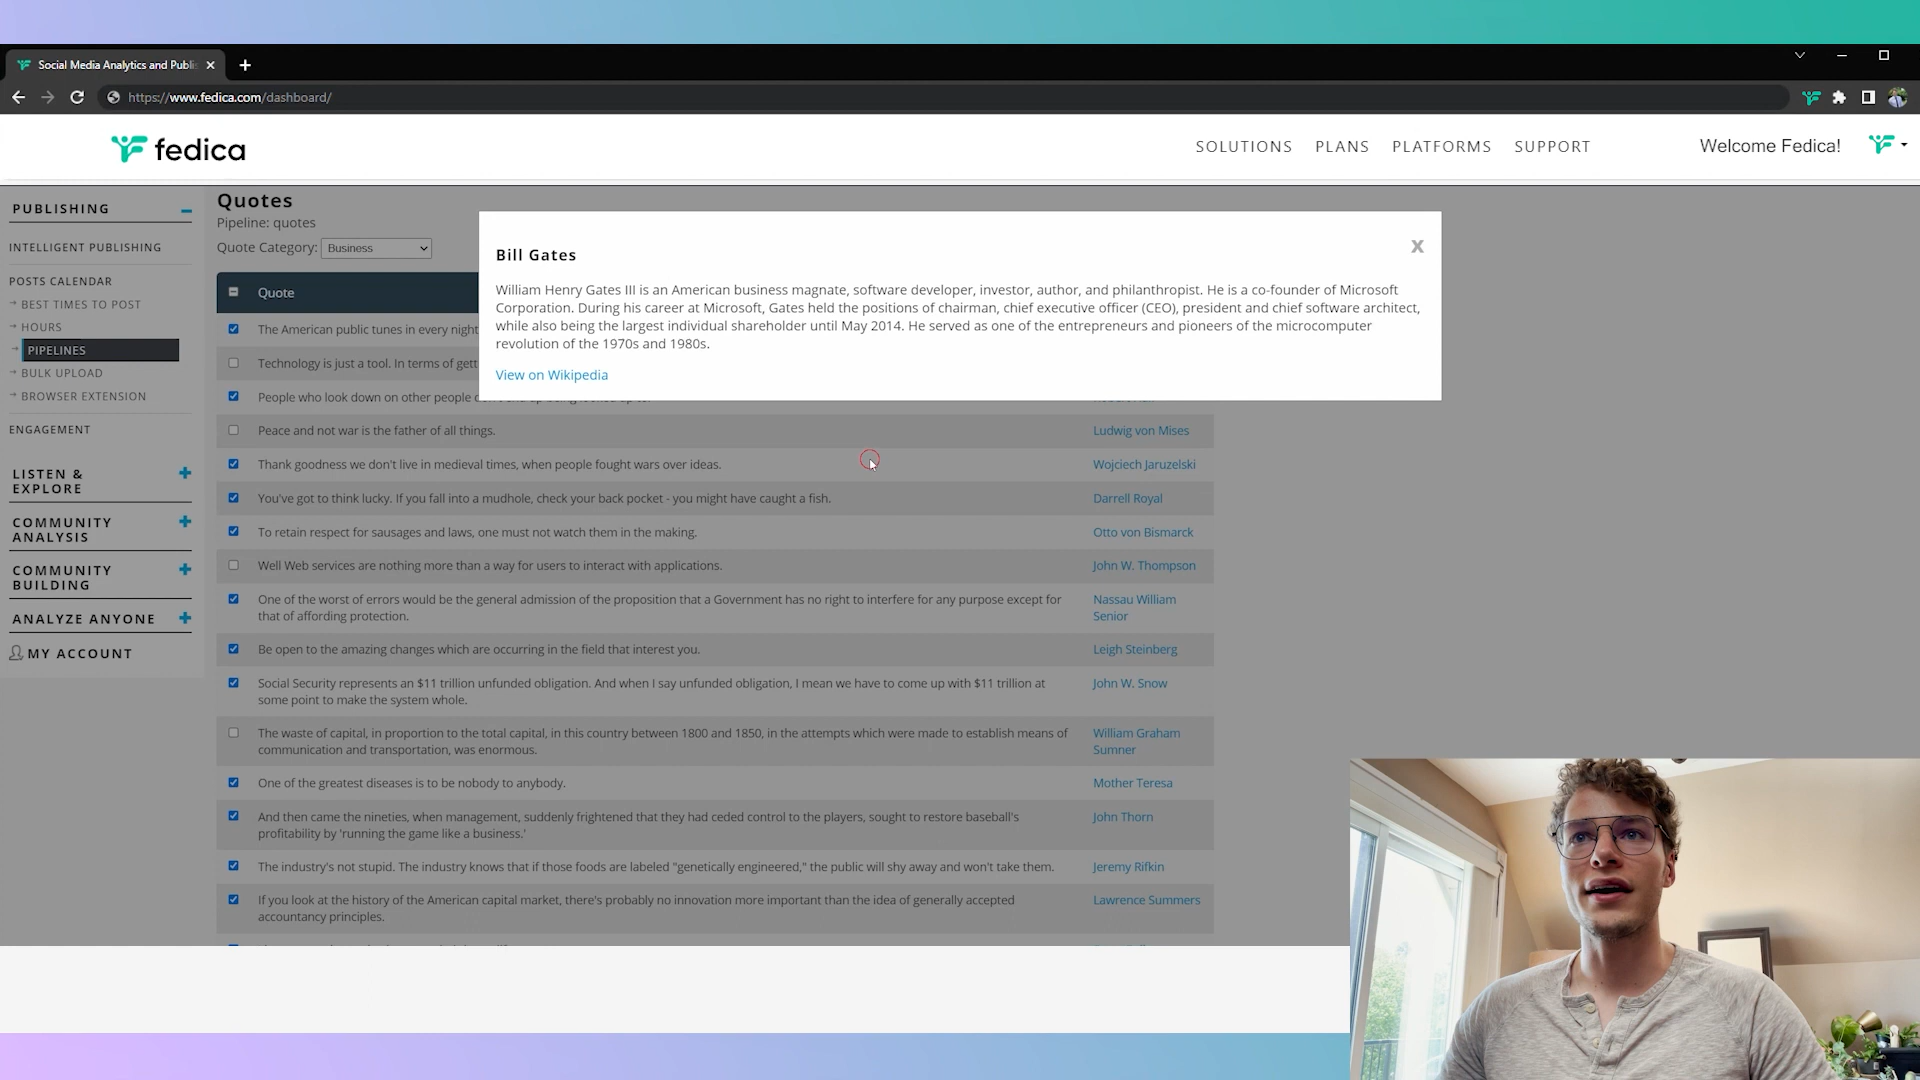 Social Media Analytics and Publi
https://www.fedica.com/dashboard/
fedica
SOLUTIONS
PLANS
PLATFORMS
SUPPORT
Welcome Fedica!
PUBLISHING
INTELLIGENT PUBLISHING
POSTS CALENDAR
BEST TIMES TO POST
HOURS
PIPELINES
BULK UPLOAD
BROWSER EXTENSION
ENGAGEMENT
LISTEN &
EXPLORE
COMMUNITY
ANALYSIS
COMMUNITY
BUILDING
ANALYZE ANYONE
MY ACCOUNT
Quotes
Pipeline: quotes
Quote Category: Business
Bill Gates
X
William Henry Gates III is an American business magnate, software developer, investor, author, and philanthropist. He is a co-founder of Microsoft
Corporation. During his career at Microsoft, Gates held the positions of chairman, chief executive officer (CEO), president and chief software architect,
while also being the largest individual shareholder until May 2014. He served as one of the entrepreneurs and pioneers of the microcomputer
revolution of the 1970s and 1980s.
View on Wikipedia
Quote
The American public tunes in every night
Technology is just a tool. In terms of gett
People who look down on other people
Peace and not war is the father of all things.
Ludwig von Mises
Thank goodness we don't live in medieval times, when people fought wars over ideas.
Wojciech Jaruzelski
You've got to think lucky. If you fall into a mudhole, check your back pocket - you might have caught a fish.
Darrell Royal
To retain respect for sausages and laws, one must not watch them in the making.
Otto von Bismarck
Well Web services are nothing more than a way for users to interact with applications.
John W. Thompson
One of the worst of errors would be the general admission of the proposition that a Government has no right to interfere for any purpose except for
that of affording protection.
Nassau William
Senior
Be open to the amazing changes which are occurring in the field that interest you.
Leigh Steinberg
Social Security represents an $11 trillion unfunded obligation. And when I say unfunded obligation, I mean we have to come up with $11 trillion at
some point to make the system whole.
John W. Snow
The waste of capital, in proportion to the total capital, in this country between 1800 and 1850, in the attempts which were made to establish means of
communication and transportation, was enormous.
William Graham
Sumner
One of the greatest diseases is to be nobody to anybody.
Mother Teresa
And then came the nineties, when management, suddenly frightened that they had ceded control to the players, sought to restore baseball's
profitability by 'running the game like a business.'
John Thorn
The industry's not stupid. The industry knows that if those foods are labeled "genetically engineered," the public will shy away and won't take them.
Jeremy Rifkin
If you look at the history of the American capital market, there's probably no innovation more important than the idea of generally accepted
accountancy principles.
Lawrence Summers